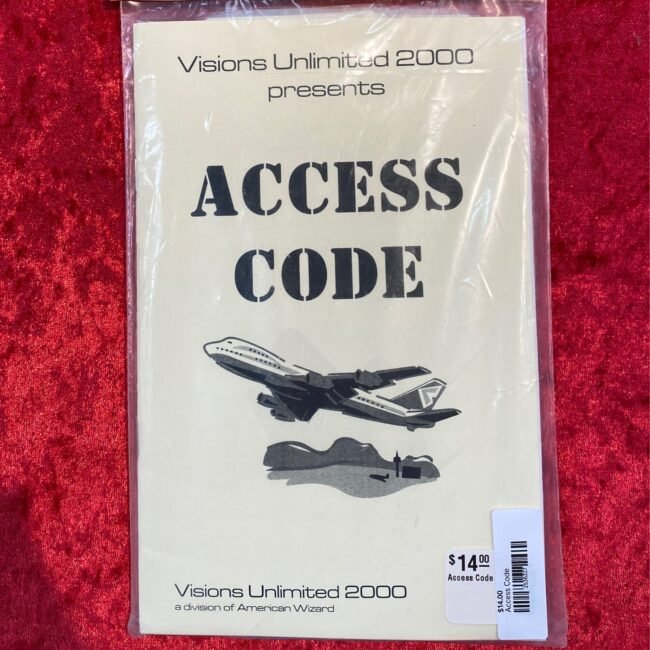 Visions Unlimited 2000
presents
ACCESS
CODE
Visions Unlimited 2000
a division of American Wizard
$14.00
Access Code
$14.00
Access Code